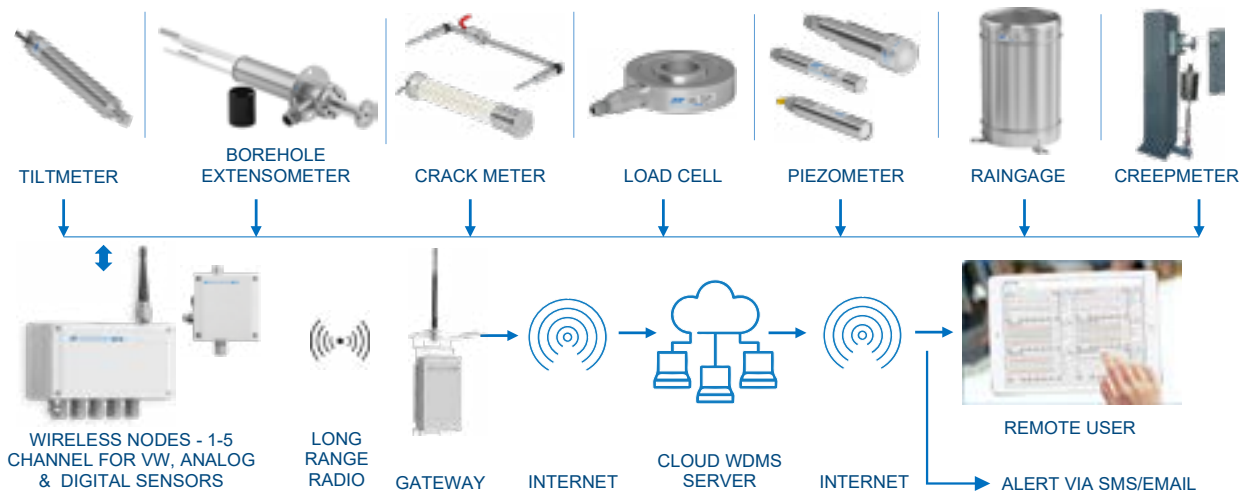 BOREHOLE
TILTMETER
EXTENSOMETER
CRACK METER
LOAD CELL
PIEZOMETER
RAINGAGE
CREEPMETER
WIRELESS NODES - 1-5
CHANNEL FOR VW, ANALOG
& DIGITAL SENSORS
LONG
RANGE
RADIO
GATEWAY
INTERNET
CLOUD WDMS
SERVER
INTERNET
REMOTE USER
ALERT VIA SMS/EMAIL